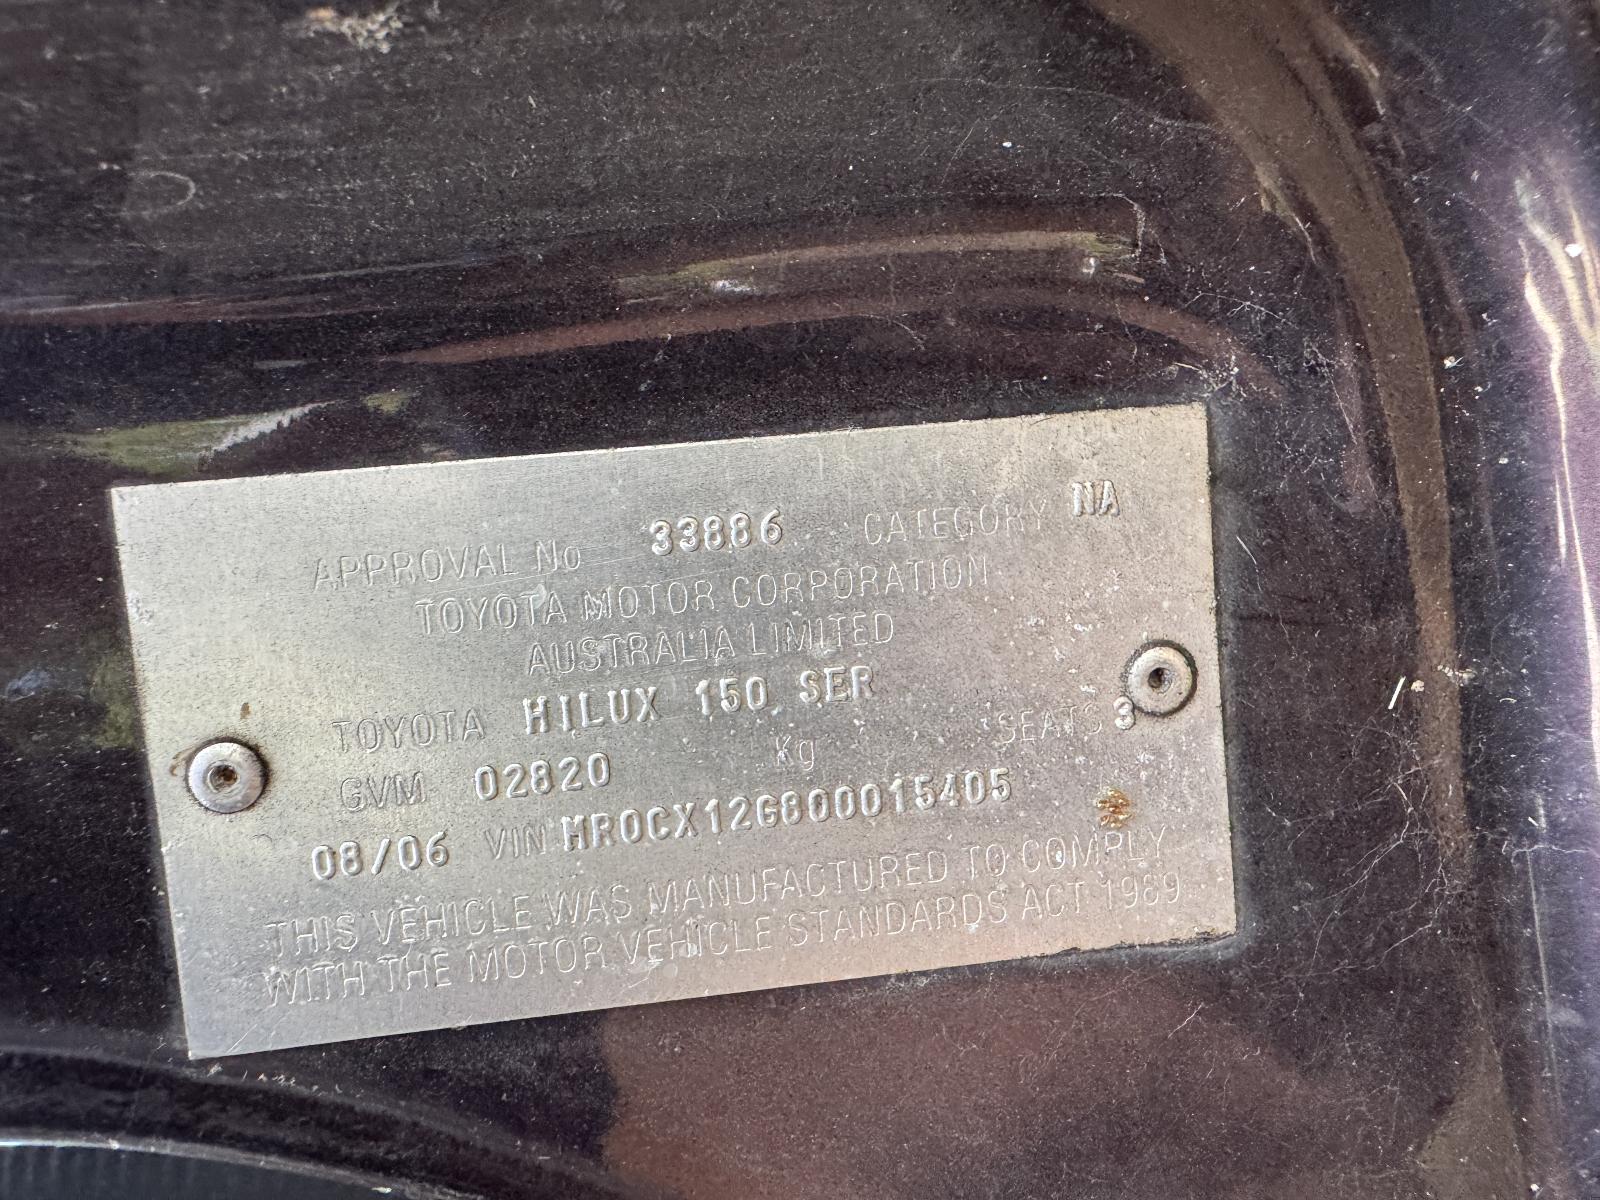 APPROVAL No 33886 CATEGORY NA
TOYOTA MOTOR CORPORATION
AUSTRALIA LIMITED
TOYOTA HILUX 150 SER
GVM 02820 Kg SEATS 3
08/06 VIN MR0CX12G800015405
THIS VEHICLE WAS MANUFACTURED TO COMPLY
WITH THE MOTOR VEHICLE STANDARDS ACT 1989